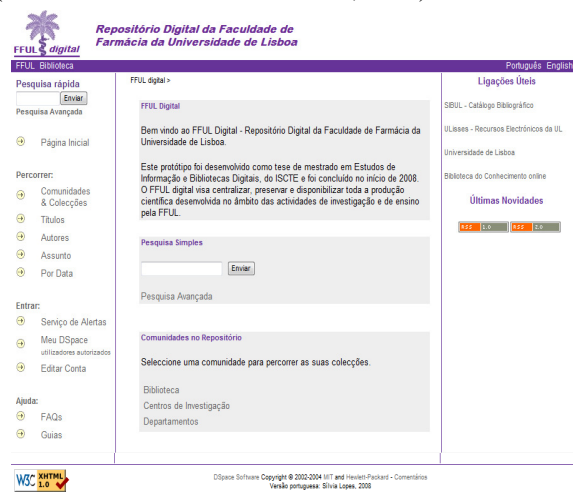 Repositório Digital da Faculdade de
Farmácia da Universidade de Lisboa
FFUL digital
FFUL Biblioteca
Português English
Pesquisa rápida
Enviar
Pesquisa Avançada
Página Inicial
Percorrer:
Comunidades
& Colecções
Títulos
Autores
Assunto
Por Data
Entrar:
Serviço de Alertas
Meu DSpace
utilizadores autorizados
Editar Conta
Ajuda:
FAQs
Guias
FFUL digital >
FFUL Digital
Bem vindo ao FFUL Digital - Repositório Digital da Faculdade de Farmácia da
Universidade de Lisboa.
Este protótipo foi desenvolvido como tese de mestrado em Estudos de
Informação e Bibliotecas Digitais, do ISCTE e foi concluído no início de 2008.
O FFUL digital visa centralizar, preservar e disponibilizar toda a produção
científica desenvolvida no âmbito das actividades de investigação e de ensino
pela FFUL.
Pesquisa Simples
Enviar
Pesquisa Avançada
Comunidades no Repositório
Seleccione uma comunidade para percorrer as suas colecções.
Biblioteca
Centros de Investigação
Departamentos
Ligações Úteis
SIBUL - Catálogo Bibliográfico
ULisses - Recursos Electrónicos da UL
Universidade de Lisboa
Biblioteca do Conhecimento online
Últimas Novidades
RSS 1.0 RSS 2.0
W3C XHTML 1.0
DSpace Software Copyright © 2002-2004 MIT and Hewlett-Packard - Comentários
Versão portuguesa: Sílvia Lopes, 2008